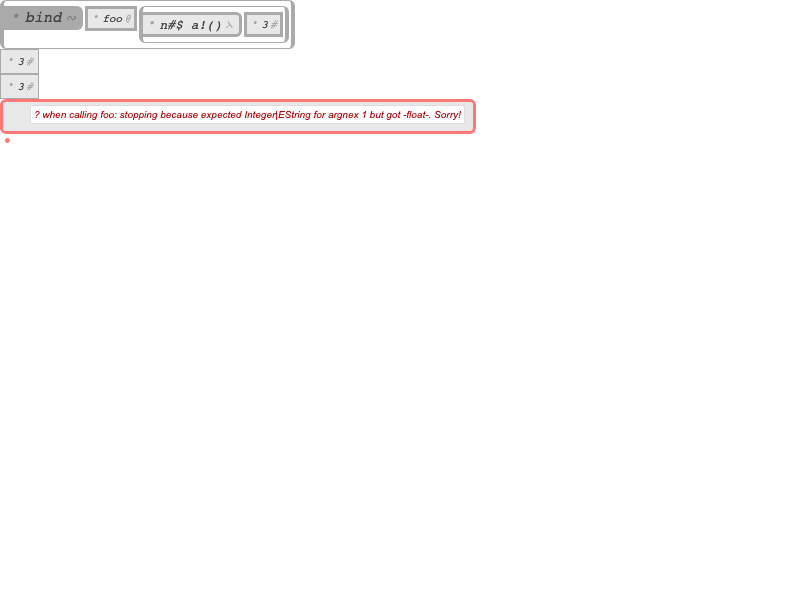 * bind ∾ * foo @ * n#$ a!() ㅅ * 3 #
* 3 #
* 3 #
? when calling foo: stopping because expected Integer|EString for argnex 1 but got -float-. Sorry!